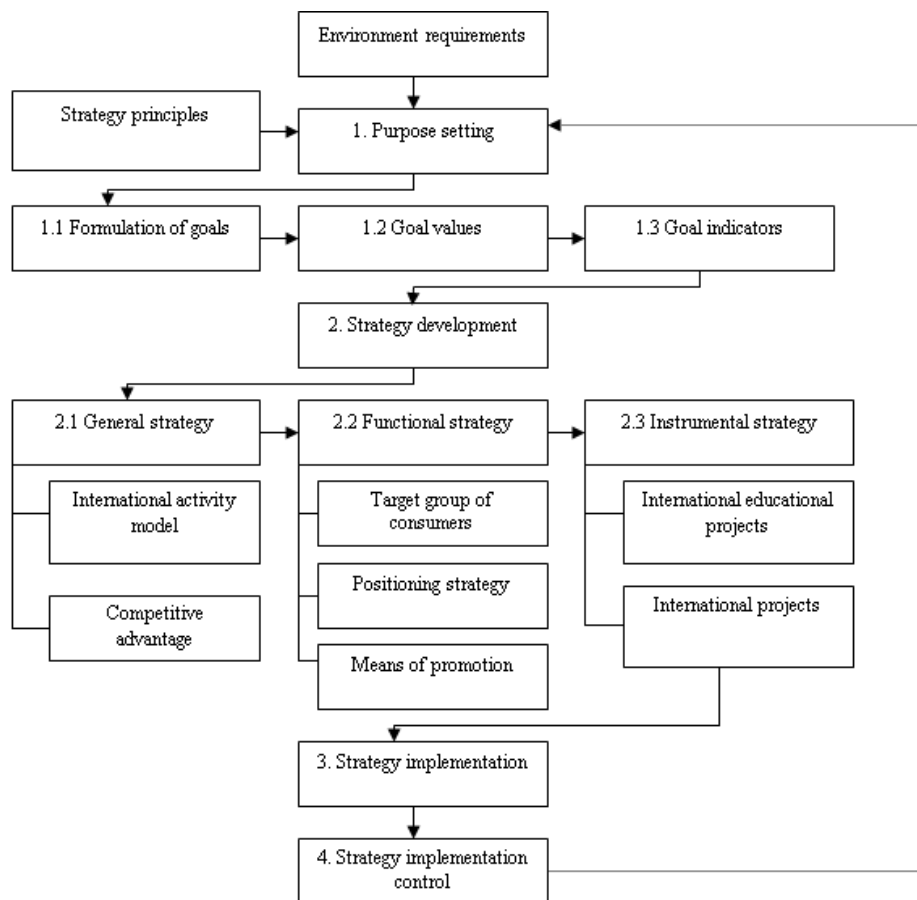 Environment requirements
Strategy principles
1. Purpose setting
1.1 Formulation of goals
1.2 Goal values
1.3 Goal indicators
2. Strategy development
2.1 General strategy
2.2 Functional strategy
2.3 Instrumental strategy
International activity
model
Competitive
advantage
Target group of
consumers
Positioning strategy
Means of promotion
International educational
projects
International projects
3. Strategy implementation
4. Strategy implementation
control